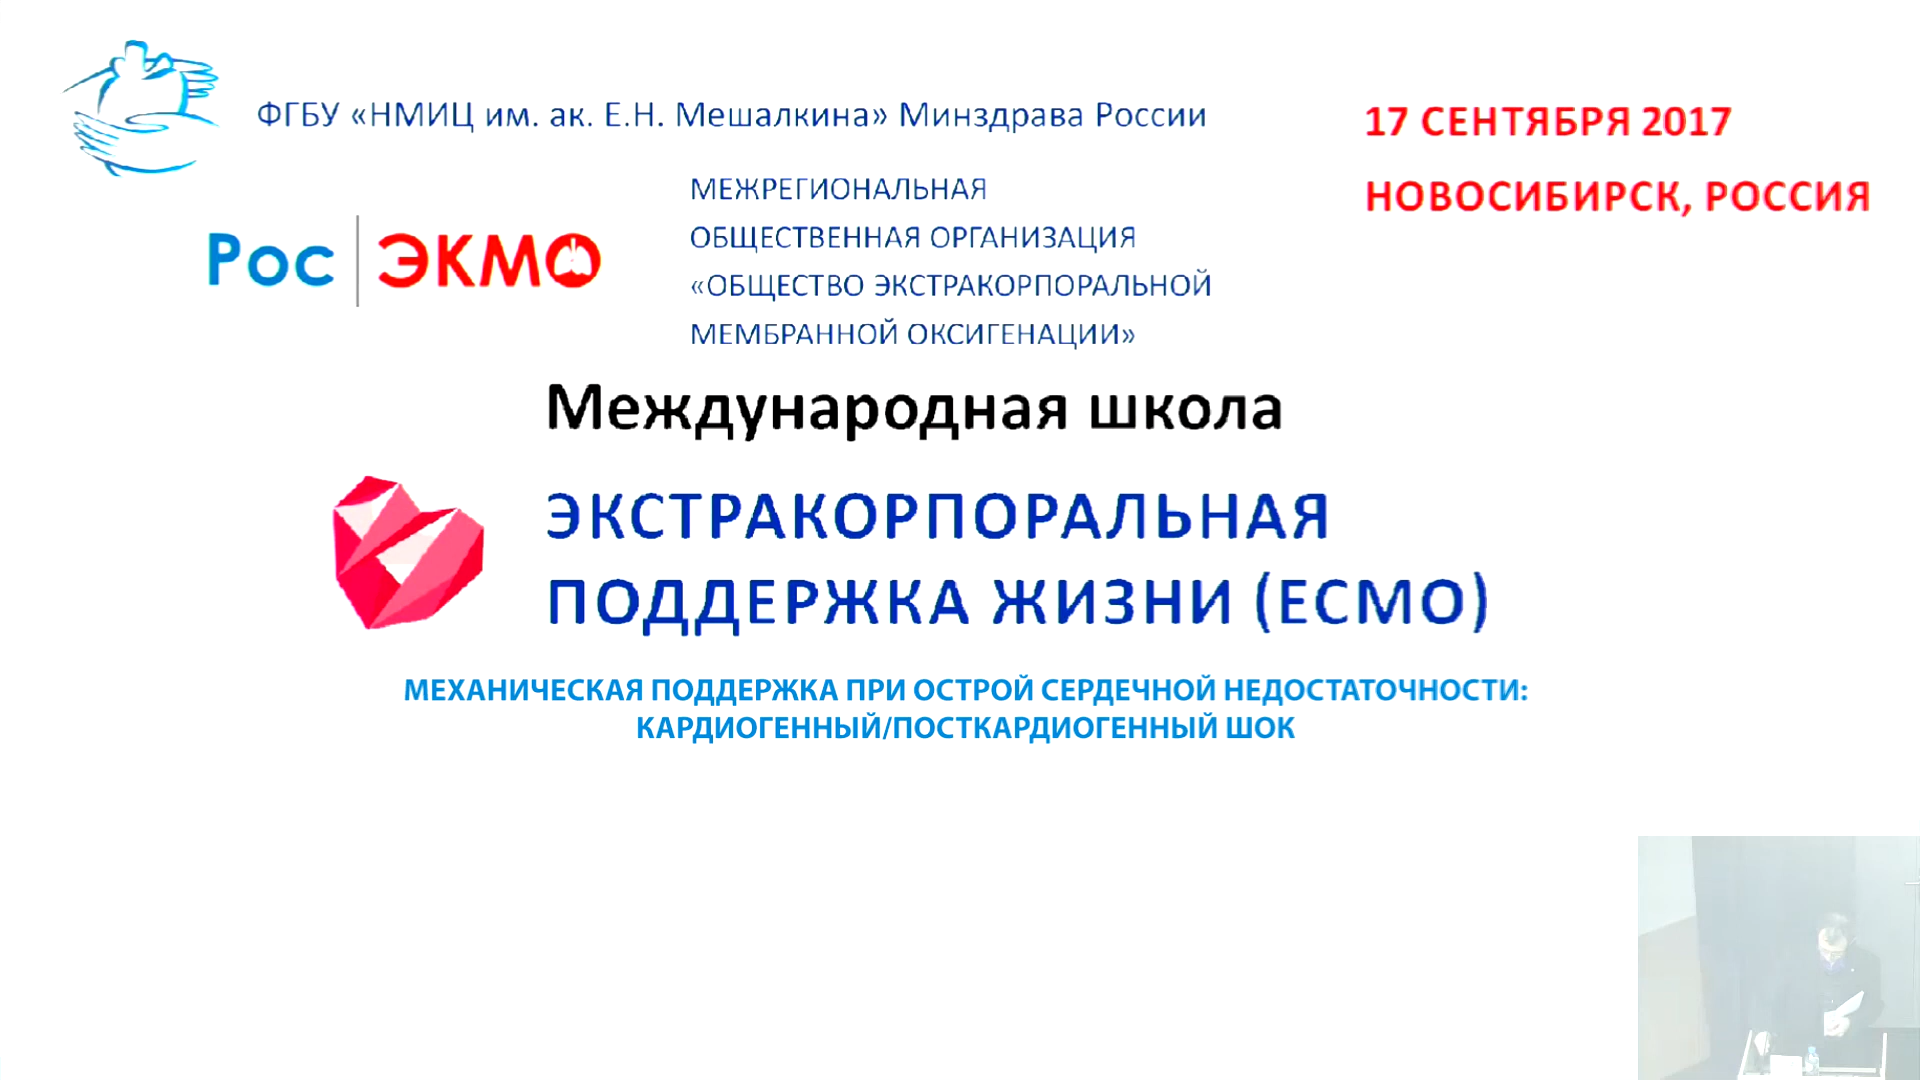 ФГБУ «НМИЦ им. ак. Е.Н. Мешалкина» Минздрава России
17 СЕНТЯБРЯ 2017
НОВОСИБИРСК, РОССИЯ
Рос ЭКМО
МЕЖРЕГИОНАЛЬНАЯ
ОБЩЕСТВЕННАЯ ОРГАНИЗАЦИЯ
«ОБЩЕСТВО ЭКСТРАКОРПОРАЛЬНОЙ
МЕМБРАННОЙ ОКСИГЕНАЦИИ»
Международная школа
ЭКСТРАКОРПОРАЛЬНАЯ
ПОДДЕРЖКА ЖИЗНИ (ЕСМО)
МЕХАНИЧЕСКАЯ ПОДДЕРЖКА ПРИ ОСТРОЙ СЕРДЕЧНОЙ НЕДОСТАТОЧНОСТИ:
КАРДИОГЕННЫЙ/ПОСТКАРДИОГЕННЫЙ ШОК